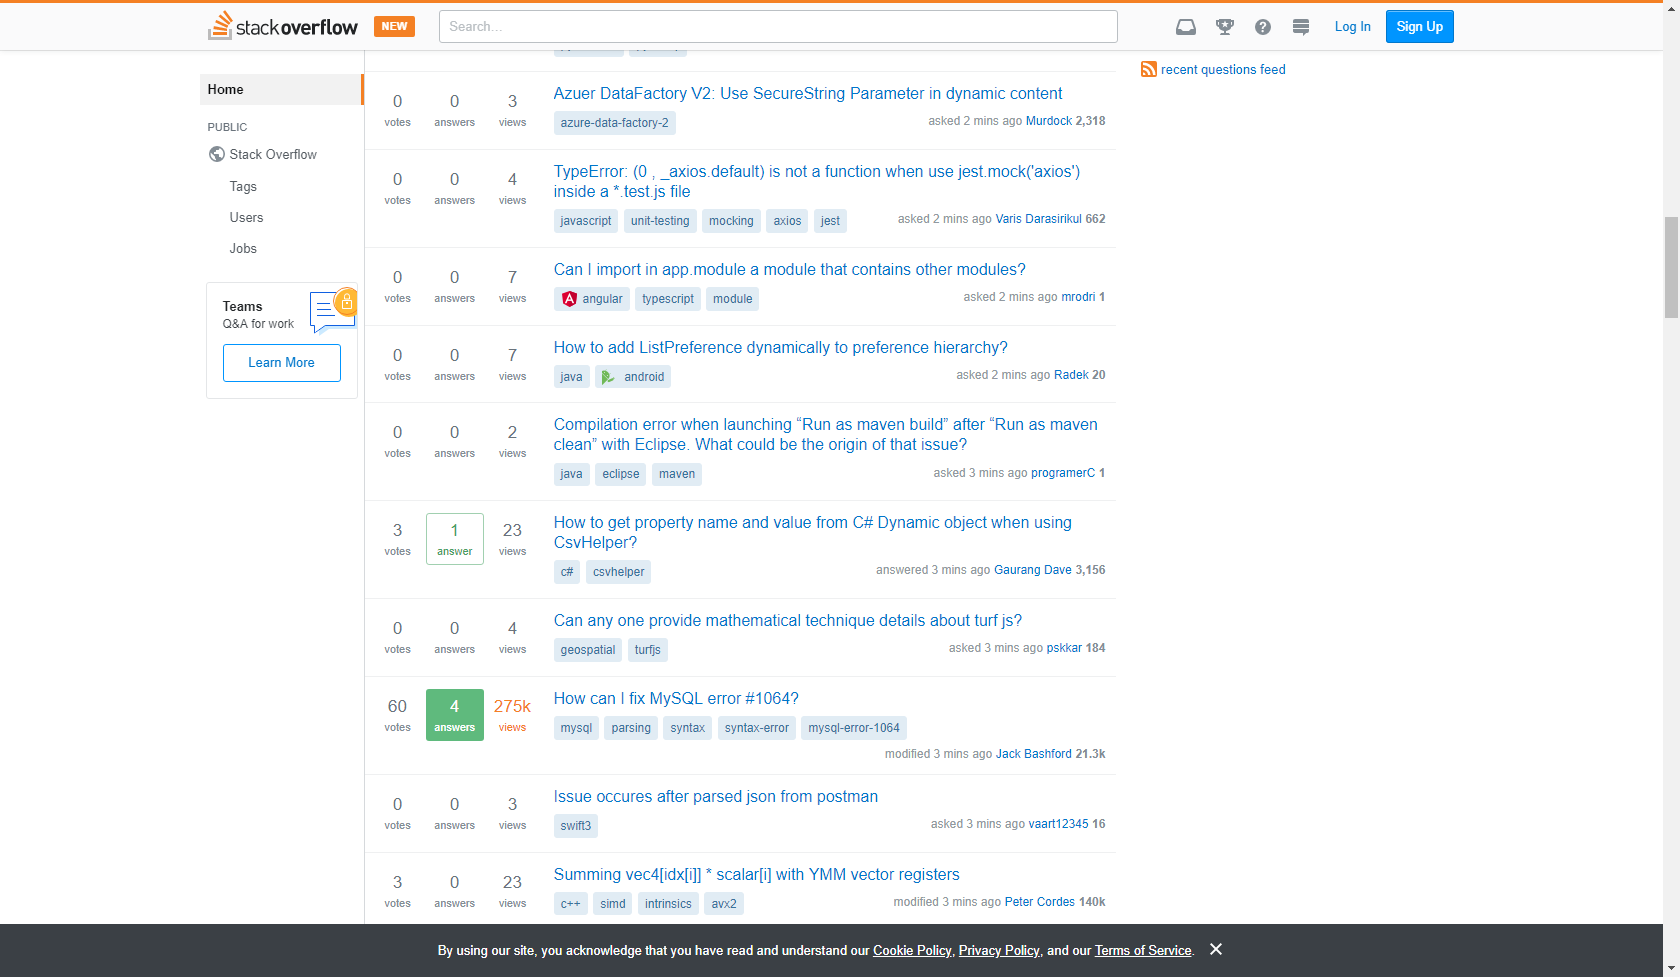 stackoverflow NEW Search... Log In Sign Up
Home
PUBLIC
Stack Overflow
Tags
Users
Jobs
Teams
Q&A for work
Learn More
0 votes 0 answers 3 views
Azuer DataFactory V2: Use SecureString Parameter in dynamic content
azure-data-factory-2
asked 2 mins ago Murdock 2,318
0 votes 0 answers 4 views
TypeError: (0 , _axios.default) is not a function when use jest.mock('axios')
inside a *.test.js file
javascript unit-testing mocking axios jest
asked 2 mins ago Varis Darasirikul 662
0 votes 0 answers 7 views
Can I import in app.module a module that contains other modules?
angular typescript module
asked 2 mins ago mrodri 1
0 votes 0 answers 7 views
How to add ListPreference dynamically to preference hierarchy?
java android
asked 2 mins ago Radek 20
0 votes 0 answers 2 views
Compilation error when launching “Run as maven build” after “Run as maven
clean” with Eclipse. What could be the origin of that issue?
java eclipse maven
asked 3 mins ago programerC 1
3 votes 1 answer 23 views
How to get property name and value from C# Dynamic object when using
CsvHelper?
c# csvhelper
answered 3 mins ago Gaurang Dave 3,156
0 votes 0 answers 4 views
Can any one provide mathematical technique details about turf js?
geospatial turfjs
asked 3 mins ago pskkar 184
60 votes 4 answers 275k views
How can I fix MySQL error #1064?
mysql parsing syntax syntax-error mysql-error-1064
modified 3 mins ago Jack Bashford 21.3k
0 votes 0 answers 3 views
Issue occures after parsed json from postman
swift3
asked 3 mins ago vaart12345 16
3 votes 0 answers 23 views
Summing vec4[idx[i]] * scalar[i] with YMM vector registers
c++ simd intrinsics avx2
modified 3 mins ago Peter Cordes 140k
recent questions feed
By using our site, you acknowledge that you have read and understand our Cookie Policy, Privacy Policy, and our Terms of Service.